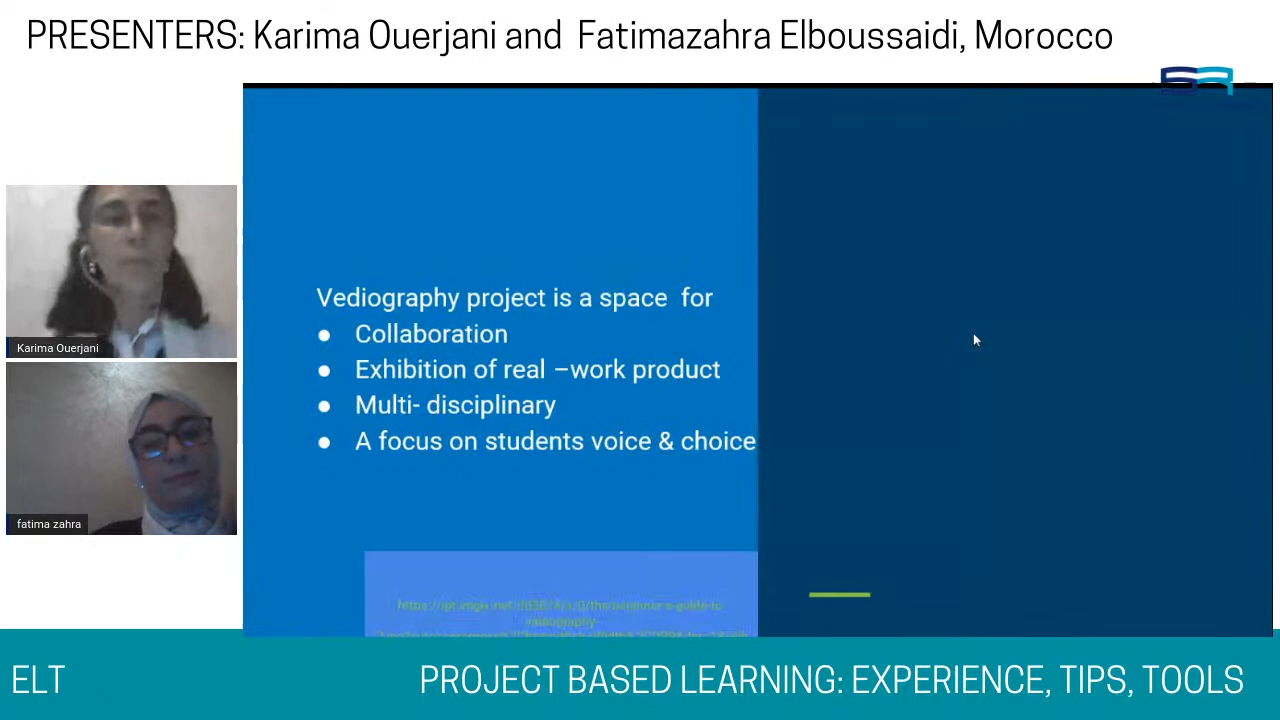 PRESENTERS: Karima Ouerjani and Fatimazahra Elboussaidi, Morocco
Karima Ouerjani
fatima zahra
Vediography project is a space for
● Collaboration
● Exhibition of real –work product
● Multi- disciplinary
● A focus on students voice & choice
ELT
PROJECT BASED LEARNING: EXPERIENCE, TIPS, TOOLS